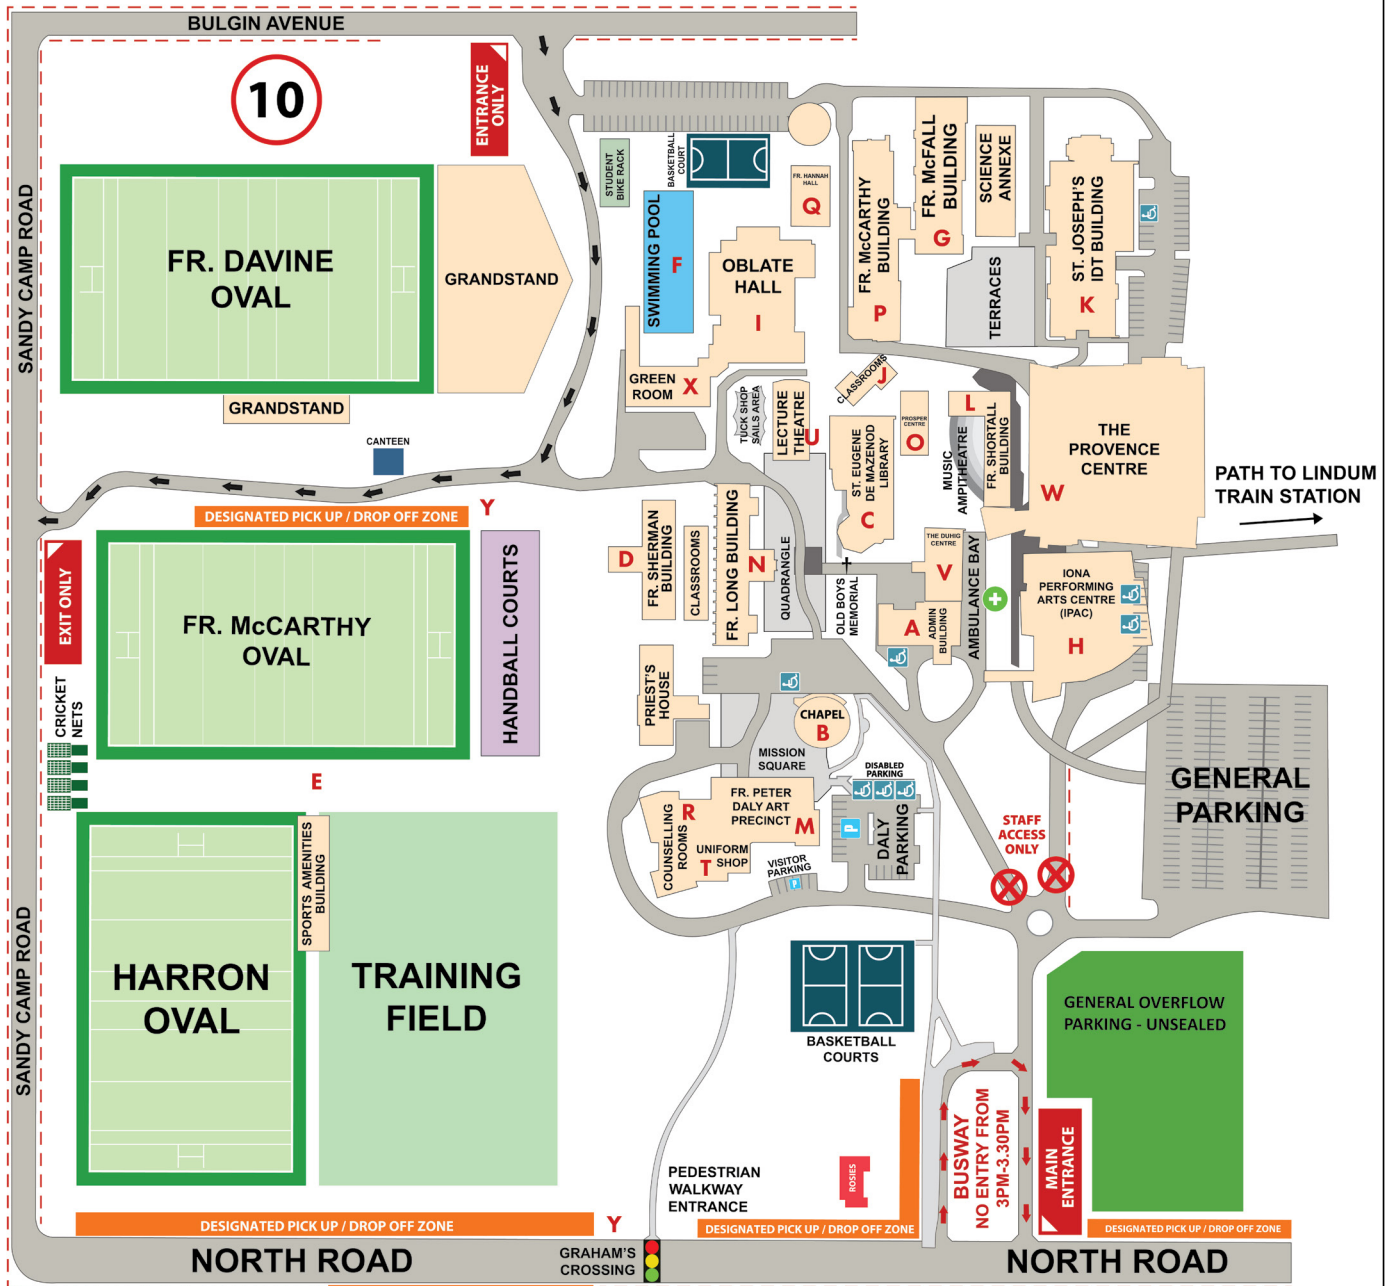 BULGIN AVENUE
10
ENTRANCE
ONLY
SANDY CAMP ROAD
FR. DAVINE
OVAL
GRANDSTAND
GRANDSTAND
CANTEEN
STUDENT
BIKE RACK
BASKETBALL
COURT
SWIMMING POOL
F
FR. HANNAH
HALL
Q
OBLATE
HALL
I
GREEN
ROOM
X
FR. McCARTHY
BUILDING
P
FR. McFALL
BUILDING
G
SCIENCE
ANNEXE
TERRACES
ST. JOSEPH'S
IDT BUILDING
K
CLASSROOMS
J
TUCK SHOP
SAILS AREA
LECTURE
THEATRE
U
ST. EUGENE
DE MAZENOD
LIBRARY
C
PROSPER
CENTRE
O
L
MUSIC
AMPITHEATRE
FR. SHORTALL
BUILDING
THE
PROVENCE
CENTRE
W
PATH TO LINDUM
TRAIN STATION
DESIGNATED PICK UP / DROP OFF ZONE
Y
EXIT ONLY
FR. McCARTHY
OVAL
HANDBALL COURTS
D
FR. SHERMAN
BUILDING
CLASSROOMS
FR. LONG BUILDING
N
QUADRANGLE
OLD BOYS
MEMORIAL
THE DUHIG
CENTRE
V
A
ADMIN
BUILDING
AMBULANCE BAY
IONA
PERFORMING
ARTS CENTRE
(IPAC)
H
CRICKET
NETS
E
PRIEST'S
HOUSE
CHAPEL
B
MISSION
SQUARE
DISABLED
PARKING
FR. PETER
DALY ART
PRECINCT
M
R
COUNSELLING
ROOMS
UNIFORM
SHOP
T
P
DALY
PARKING
VISITOR
PARKING
P
STAFF
ACCESS
ONLY
GENERAL
PARKING
SANDY CAMP ROAD
HARRON
OVAL
SPORTS AMENITIES
BUILDING
TRAINING
FIELD
BASKETBALL
COURTS
GENERAL OVERFLOW
PARKING - UNSEALED
BUSWAY
NO ENTRY FROM
3PM-3.30PM
MAIN
ENTRANCE
ROSIES
PEDESTRIAN
WALKWAY
ENTRANCE
DESIGNATED PICK UP / DROP OFF ZONE
Y
DESIGNATED PICK UP / DROP OFF ZONE
DESIGNATED PICK UP / DROP OFF ZONE
NORTH ROAD
GRAHAM'S
CROSSING
NORTH ROAD